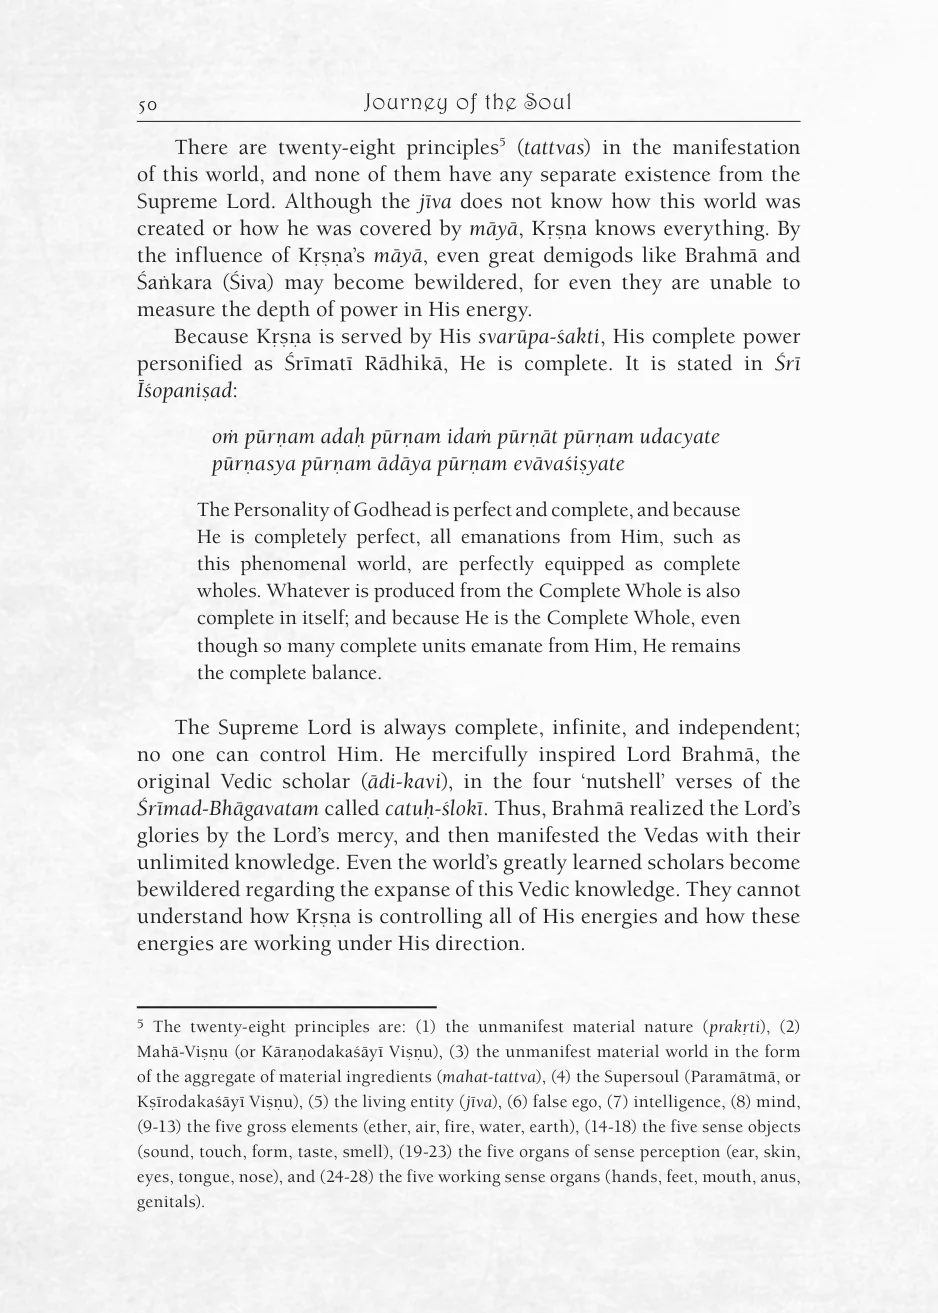 50
Journey of the Soul
There are twenty-eight principles⁵ (tattvas) in the manifestation
of this world, and none of them have any separate existence from the
Supreme Lord. Although the jīva does not know how this world was
created or how he was covered by māyā, Kṛṣṇa knows everything. By
the influence of Kṛṣṇa’s māyā, even great demigods like Brahmā and
Śaṅkara (Śiva) may become bewildered, for even they are unable to
measure the depth of power in His energy.
Because Kṛṣṇa is served by His svarūpa-śakti, His complete power
personified as Śrīmatī Rādhikā, He is complete. It is stated in Śrī
Īśopaniṣad:
oṁ pūrṇam adaḥ pūrṇam idaṁ pūrṇāt pūrṇam udacyate
pūrṇasya pūrṇam ādāya pūrṇam evāvaśiṣyate
The Personality of Godhead is perfect and complete, and because
He is completely perfect, all emanations from Him, such as
this phenomenal world, are perfectly equipped as complete
wholes. Whatever is produced from the Complete Whole is also
complete in itself; and because He is the Complete Whole, even
though so many complete units emanate from Him, He remains
the complete balance.
The Supreme Lord is always complete, infinite, and independent;
no one can control Him. He mercifully inspired Lord Brahmā, the
original Vedic scholar (ādi-kavi), in the four ‘nutshell’ verses of the
Śrīmad-Bhāgavatam called catuḥ-ślokī. Thus, Brahmā realized the Lord’s
glories by the Lord’s mercy, and then manifested the Vedas with their
unlimited knowledge. Even the world’s greatly learned scholars become
bewildered regarding the expanse of this Vedic knowledge. They cannot
understand how Kṛṣṇa is controlling all of His energies and how these
energies are working under His direction.
⁵ The twenty-eight principles are: (1) the unmanifest material nature (prakṛti), (2)
Mahā-Viṣṇu (or Kāraṇodakaśāyī Viṣṇu), (3) the unmanifest material world in the form
of the aggregate of material ingredients (mahat-tattva), (4) the Supersoul (Paramātmā, or
Kṣīrodakaśāyī Viṣṇu), (5) the living entity (jīva), (6) false ego, (7) intelligence, (8) mind,
(9-13) the five gross elements (ether, air, fire, water, earth), (14-18) the five sense objects
(sound, touch, form, taste, smell), (19-23) the five organs of sense perception (ear, skin,
eyes, tongue, nose), and (24-28) the five working sense organs (hands, feet, mouth, anus,
genitals).